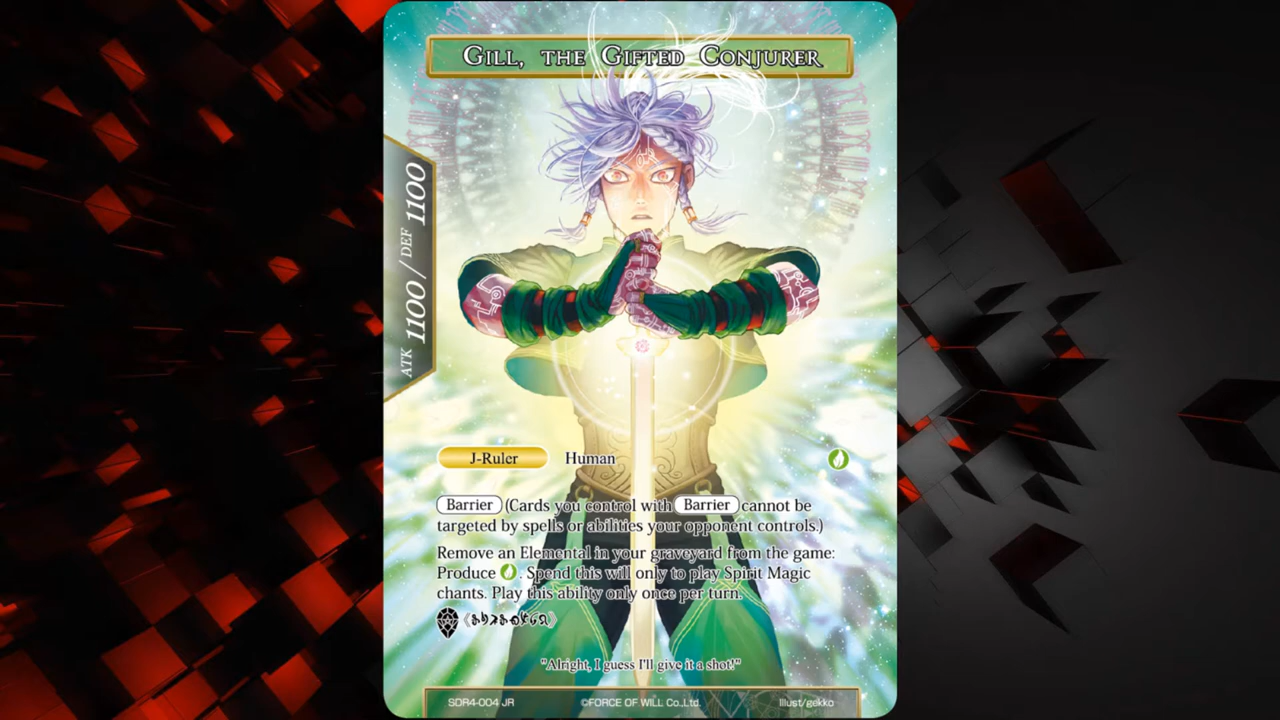 GILL, THE GIFTED CONJURER
ATK 1100 / DEF 1100
J-Ruler Human
Barrier (Cards you control with Barrier cannot be
targeted by spells or abilities your opponent controls.)
Remove an Elemental in your graveyard from the game:
Produce . Spend this will only to play Spirit Magic
chants. Play this ability only once per turn.
"Alright, I guess I'll give it a shot!"
SDR4-004 JR ©FORCE OF WILL Co.,Ltd. Illust/gekko